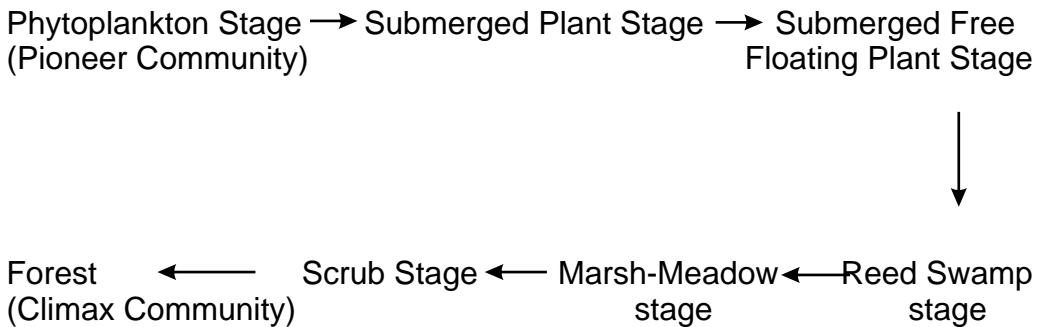 Phytoplankton Stage Submerged Plant Stage Submerged Free
(Pioneer Community) Floating Plant Stage
Forest Scrub Stage Marsh-Meadow Reed Swamp
(Climax Community) stage stage